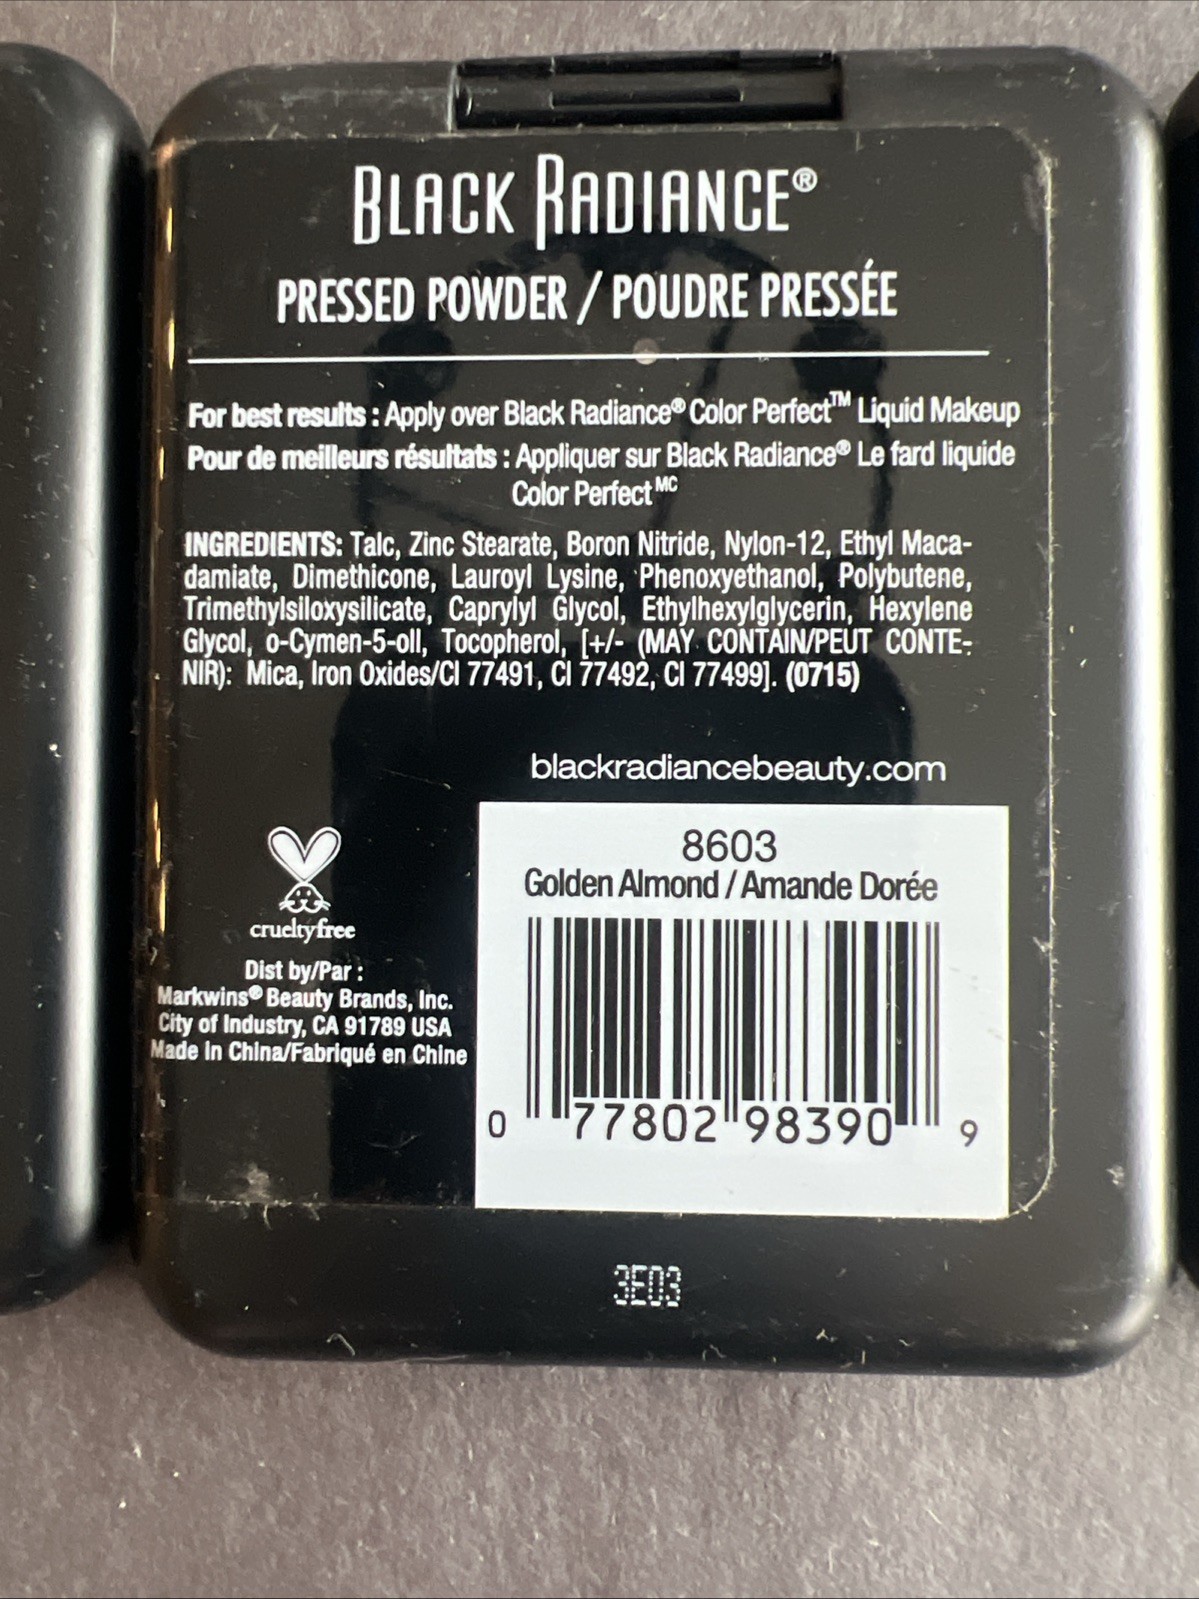 BLACK RADIANCE®
PRESSED POWDER / POUDRE PRESSÉE
For best results : Apply over Black Radiance® Color Perfect™ Liquid Makeup
Pour de meilleurs résultats : Appliquer sur Black Radiance® Le fard liquide
Color Perfect MC
INGREDIENTS: Talc, Zinc Stearate, Boron Nitride, Nylon-12, Ethyl Maca-
damiate, Dimethicone, Lauroyl Lysine, Phenoxyethanol, Polybutene,
Trimethylsiloxysilicate, Caprylyl Glycol, Ethylhexylglycerin, Hexylene
Glycol, o-Cymen-5-oll, Tocopherol, [+/- (MAY CONTAIN/PEUT CONTE-
NIR): Mica, Iron Oxides/CI 77491, CI 77492, CI 77499]. (0715)
blackradiancebeauty.com
crueltyfree
Dist by/Par :
Markwins® Beauty Brands, Inc.
City of Industry, CA 91789 USA
Made in China/Fabriqué en Chine
8603
Golden Almond / Amande Dorée
0 77802 98390 9
3E03